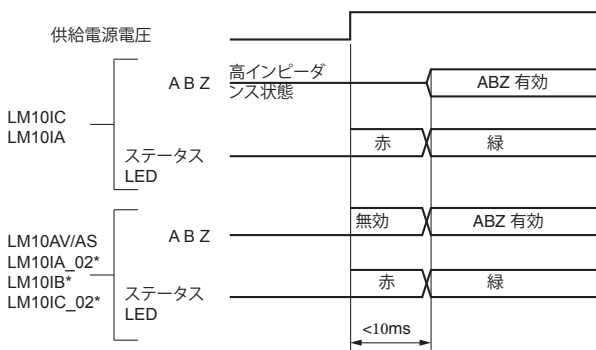 供給電源電圧
A B Z
高インピーダ
ンス状態
ABZ 有効
LM10IC
LM10IA
ステータス
LED
赤
緑
A B Z
無効
ABZ 有効
LM10AV/AS
LM10IA_02*
LM10IB*
LM10IC_02*
ステータス
LED
赤
緑
<10ms